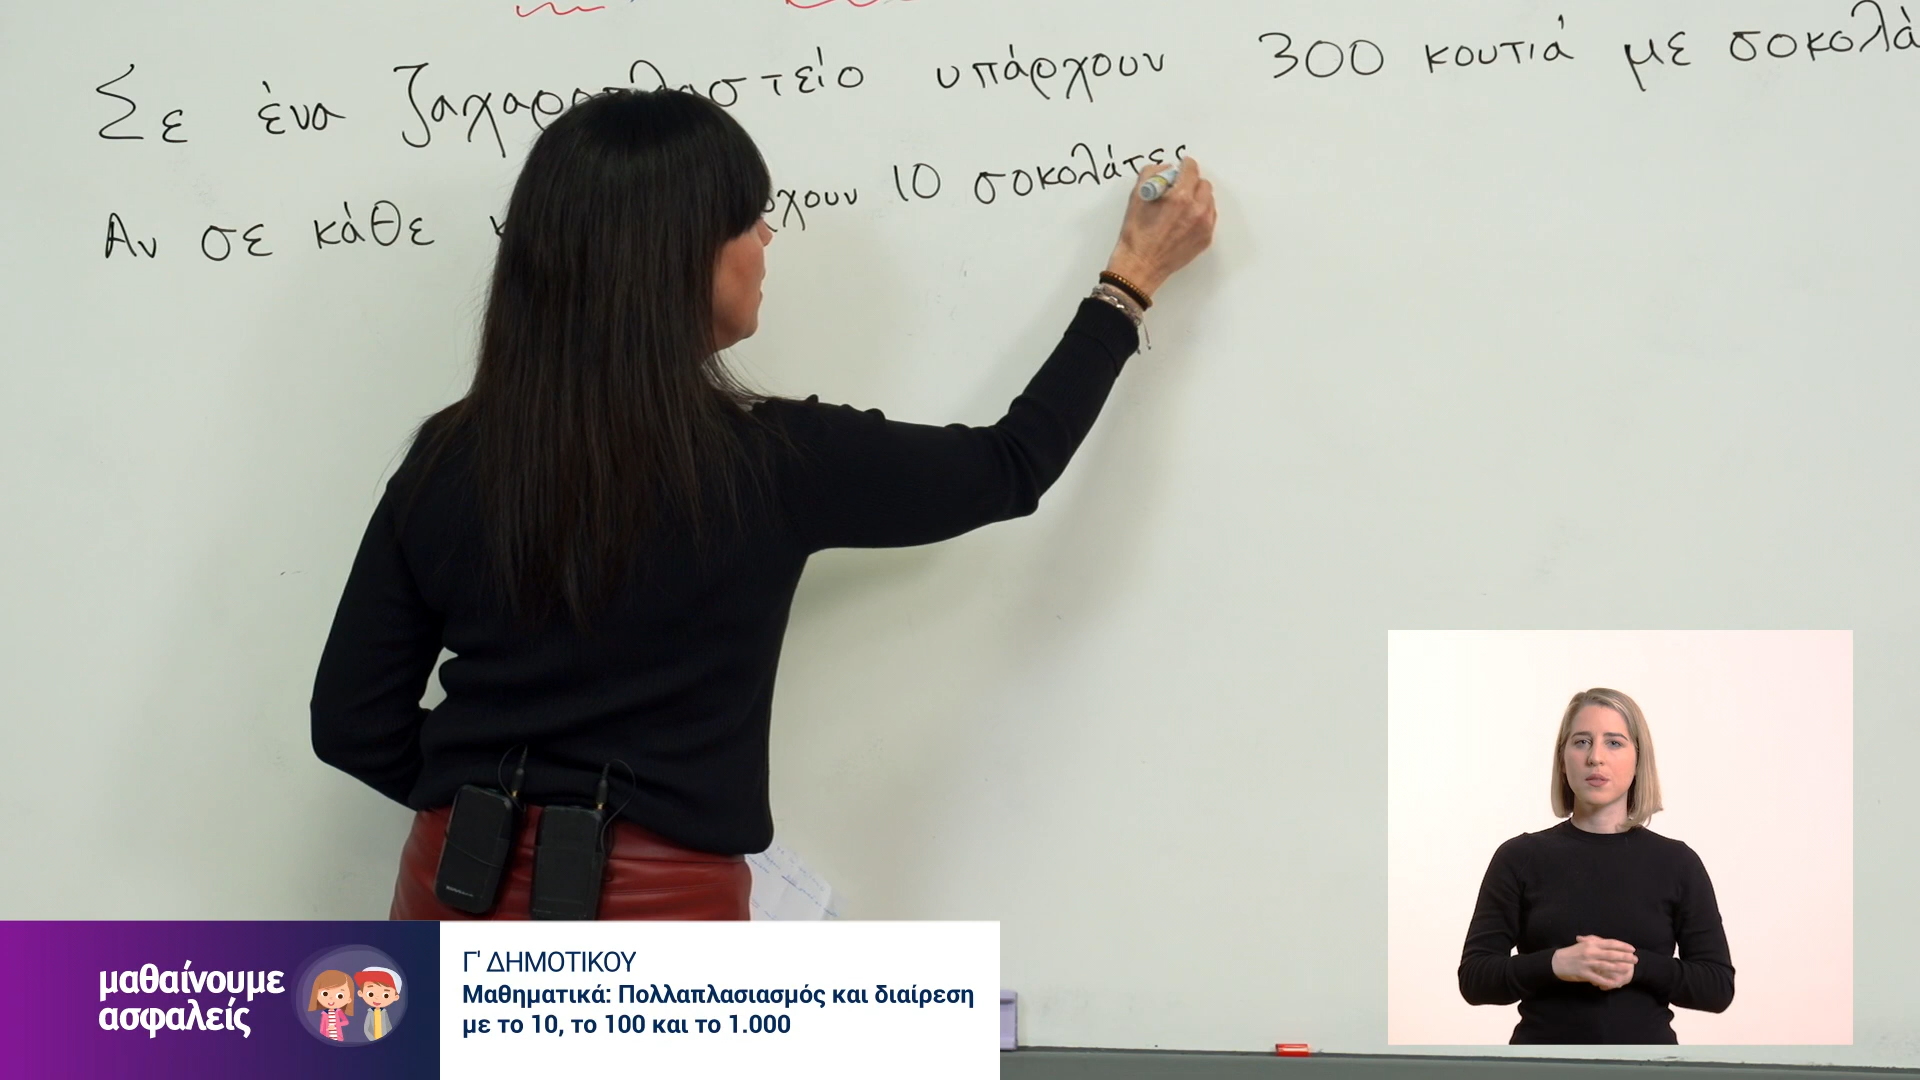 Σε ένα ζαχαροπλαστείο υπάρχουν 300 κουτιά με σοκολά
Αν σε κάθε 10 σοκολάτες
μαθαίνουμε
ασφαλείς
Γ' ΔΗΜΟΤΙΚΟΥ
Μαθηματικά: Πολλαπλασιασμός και διαίρεση
με το 10, το 100 και το 1.000